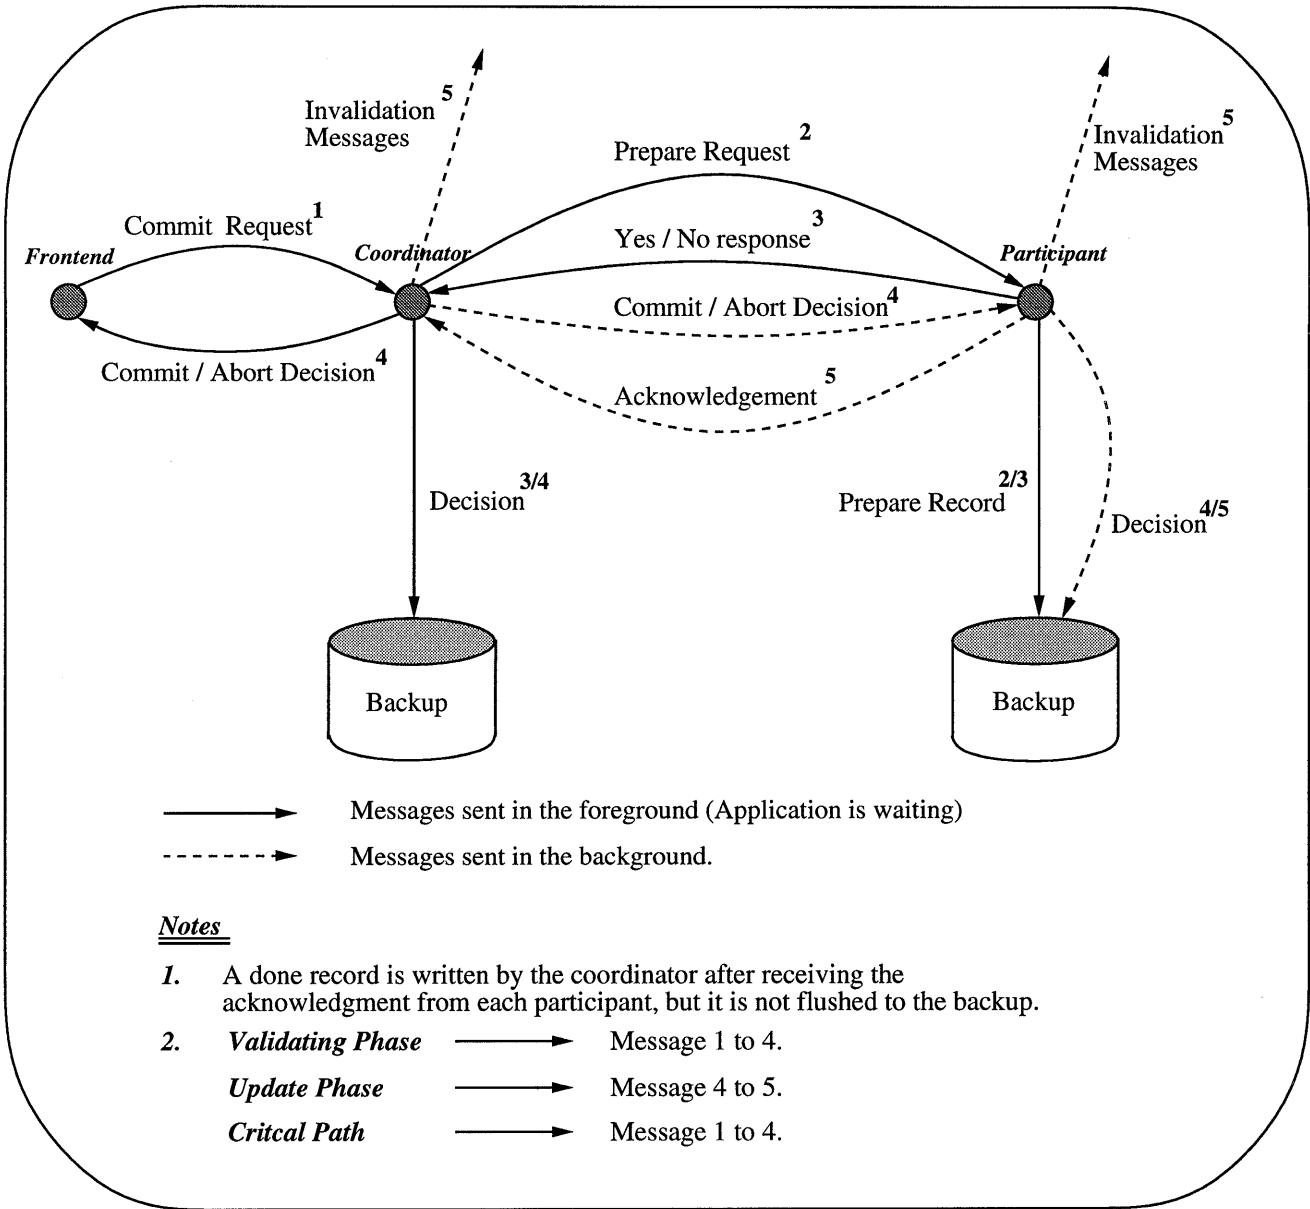 Invalidation 5
Messages
Prepare Request 2
Invalidation 5
Messages
Commit Request 1
Yes / No response 3
Frontend
Coordinator
Participant
Commit / Abort Decision 4
Commit / Abort Decision 4
Acknowledgement 5
Decision 3/4
Prepare Record 2/3
Decision 4/5
Backup
Backup
Messages sent in the foreground (Application is waiting)
Messages sent in the background.
Notes
1. A done record is written by the coordinator after receiving the
acknowledgment from each participant, but it is not flushed to the backup.
2. Validating Phase Message 1 to 4.
Update Phase Message 4 to 5.
Critcal Path Message 1 to 4.